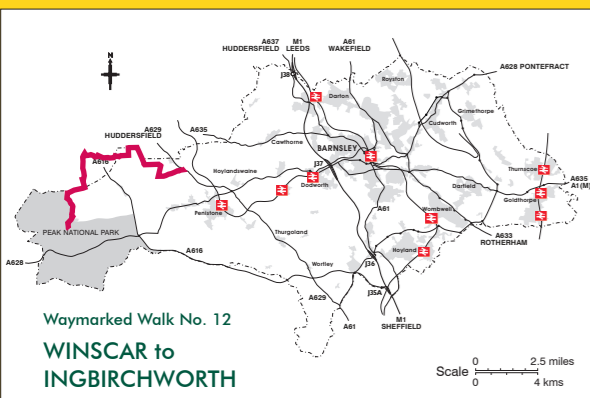 A637
HUDDERSFIELD
M1
LEEDS
A61
WAKEFIELD
N
J38
Royston
A628 PONTEFRACT
Darton
Grimethorpe
A629
HUDDERSFIELD
A635
Cudworth
Cawthorne
BARNSLEY
A616
J37
Hoylandswaine
Dodworth
Thurnscoe
Darfield
A635
A1(M)
Goldthorpe
Penistone
A61
Wombwell
PEAK NATIONAL PARK
Thurgoland
A633
ROTHERHAM
A616
Hoyland
A628
J36
Wortley
J35A
A629
A61
M1
SHEFFIELD
Waymarked Walk No. 12
WINSCAR to
INGBIRCHWORTH
Scale
0 2.5 miles
0 4 kms